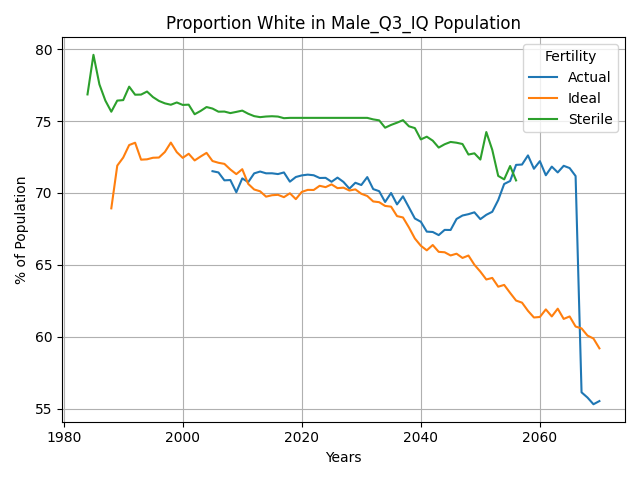 Proportion White in Male_Q3_IQ Population
Fertility
Actual
Ideal
Sterile
% of Population
80
75
70
65
60
55
1980
2000
2020
2040
2060
Years